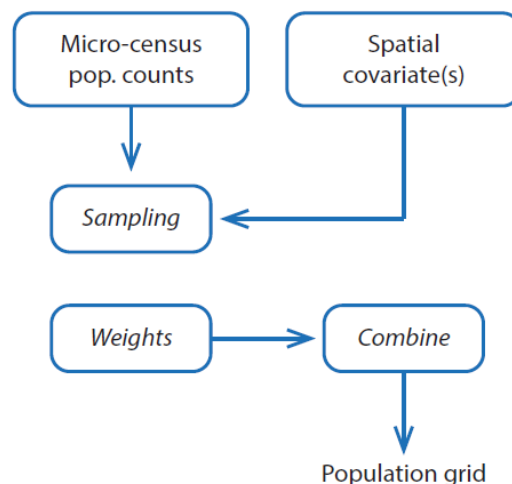 Micro-census
pop. counts
Spatial
covariate(s)
Sampling
Weights
Combine
Population grid